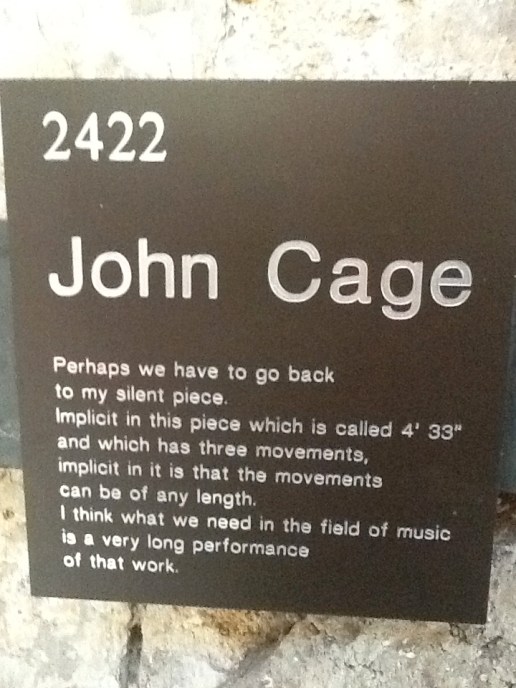 2422
John Cage
Perhaps we have to go back
to my silent piece.
Implicit in this piece which is called 4' 33"
and which has three movements,
implicit in it is that the movements
can be of any length.
I think what we need in the field of music
is a very long performance
of that work.